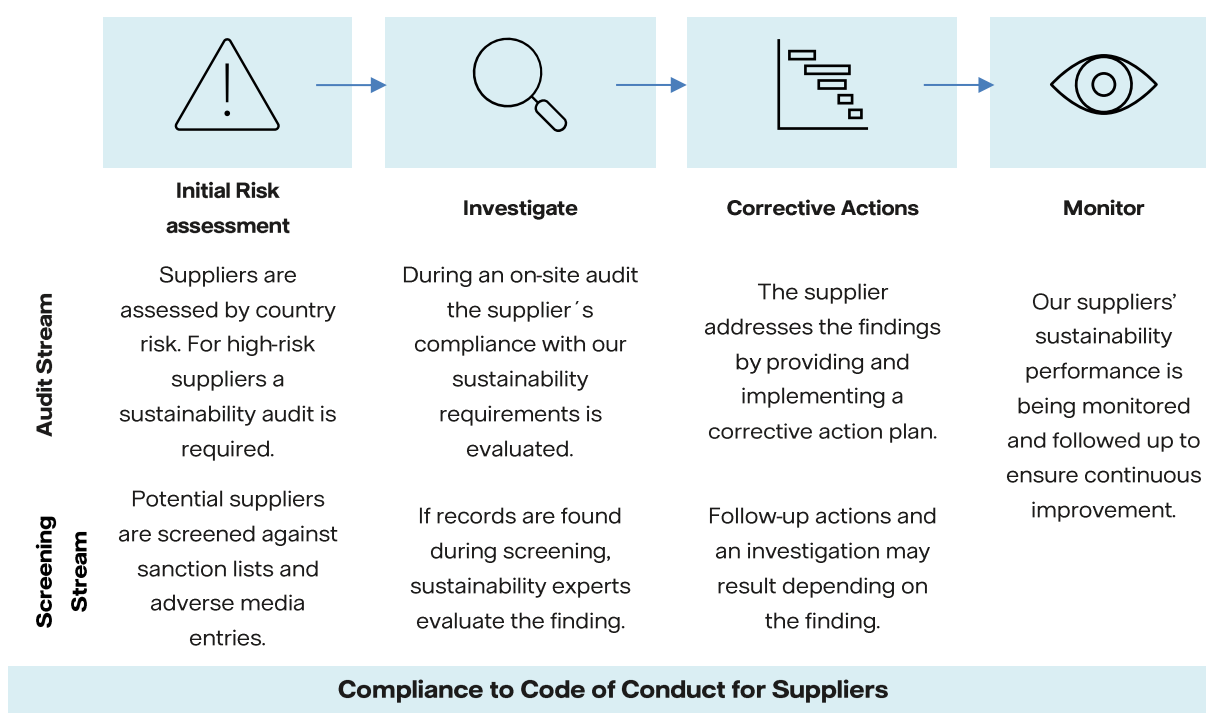 Initial Risk
assessment
Investigate
Corrective Actions
Monitor
Audit Stream
Suppliers are
assessed by country
risk. For high-risk
suppliers a
sustainability audit is
required.
During an on-site audit
the supplier´s
compliance with our
sustainability
requirements is
evaluated.
The supplier
addresses the findings
by providing and
implementing a
corrective action plan.
Our suppliers’
sustainability
performance is
being monitored
and followed up to
ensure continuous
improvement.
Screening
Stream
Potential suppliers
are screened against
sanction lists and
adverse media
entries.
If records are found
during screening,
sustainability experts
evaluate the finding.
Follow-up actions and
an investigation may
result depending on
the finding.
Compliance to Code of Conduct for Suppliers